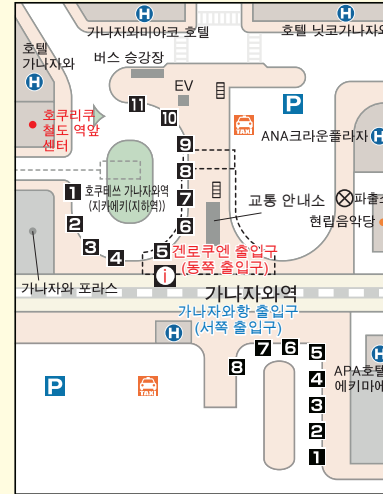 H
H
가나자와미야코 호텔
호텔 닛코가나자와
호텔
가나자와
H
버스 승강장
EV
P
11
10
TAXI
호쿠리쿠
철도 역앞
센터
ANA크라운플라자
H
9
8
1
호쿠테쓰 가나자와역
(지카에키(지하역))
7
교통 안내소
파출소
2
6
현립음악당
3
4
5
겐로쿠엔 출입구
(동쪽 출입구)
i
가나자와 포라스
가나자와역
가나자와항 출입구
(서쪽 출입구)
H
7
6
5
H
8
4
APA호텔
에키마에
P
TAXI
3
2
1